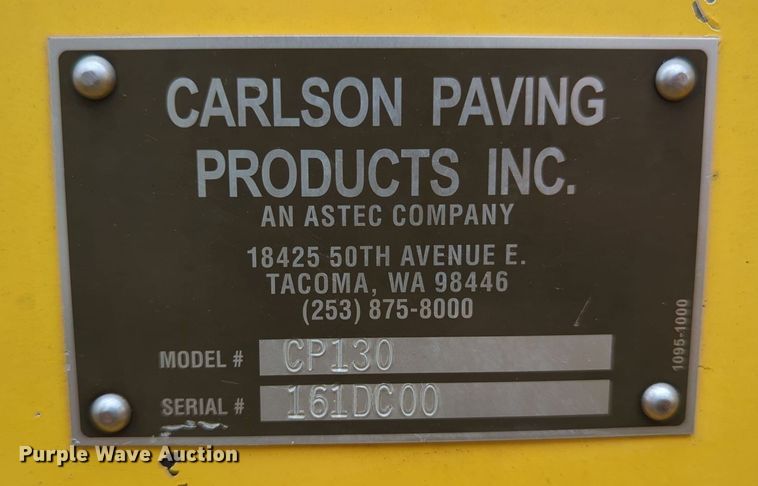 CARLSON PAVING
PRODUCTS INC.
AN ASTEC COMPANY
18425 50TH AVENUE E.
TACOMA, WA 98446
(253) 875-8000
MODEL # CP130
SERIAL # 161DC00
1095-1000
Purple Wave Auction